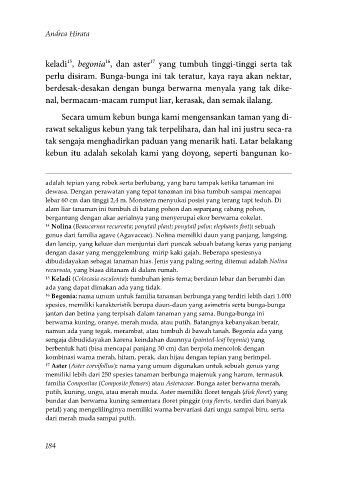 Andrea Hirata
keladi¹⁵, begonia¹⁶, dan aster¹⁷ yang tumbuh tinggi-tinggi serta tak
perlu disiram. Bunga-bunga ini tak teratur, kaya raya akan nektar,
berdesak-desakan dengan bunga berwarna menyala yang tak dike-
nal, bermacam-macam rumput liar, kerasak, dan semak ilalang.
Secara umum kebun bunga kami mengensankan taman yang di-
rawat sekaligus kebun yang tak terpelihara, dan hal ini justru seca-ra
tak sengaja menghadirkan paduan yang menarik hati. Latar belakang
kebun itu adalah sekolah kami yang doyong, seperti bangunan ko-
adalah tepian yang robek serta berlubang, yang baru tampak ketika tanaman ini
dewasa. Dengan perawatan yang tepat tanaman ini bisa tumbuh sampai mencapai
lebar 60 cm dan tinggi 2,4 m. Monstera menyukai posisi yang terang tapi teduh. Di
alam liar tanaman ini tumbuh di batang pohon dan sepanjang cabang pohon,
bergantung dengan akar aerialnya yang menyerupai ekor berwarna cokelat.
¹⁴ Nolina (Beaucarnea recurvata; ponytail plant; ponytail palm; elephants foot): sebuah
genus dari familia agave (Agavaceae). Nolina memiliki daun yang panjang, langsing,
dan lancip, yang keluar dan menjuntai dari puncak sebuah batang keras yang panjang
dengan dasar yang menggelembung mirip kaki gajah. Beberapa spesiesnya
dibudidayakan sebagai tanaman hias. Jenis yang paling sering ditemui adalah Nolina
recurvata, yang biasa ditanam di dalam rumah.
¹⁵ Keladi (Colocasia esculenta): tumbuhan jenis terna; berdaun lebar dan berumbi dan
ada yang dapat dimakan ada yang tidak.
¹⁶ Begonia: nama umum untuk familia tanaman berbunga yang terdiri lebih dari 1.000
spesies, memiliki karakteristik berupa daun-daun yang asimetris serta bunga-bunga
jantan dan betina yang terpisah dalam tanaman yang sama. Bunga-bunga ini
berwarna kuning, oranye, merah muda, atau putih. Batangnya kebanyakan berair,
namun ada yang tegak, merambat, atau tumbuh di bawah tanah. Begonia ada yang
sengaja dibudidayakan karena keindahan daunnya (painted-leaf begonia) yang
berbentuk hati (bisa mencapai panjang 30 cm) dan berpola mencolok dengan
kombinasi warna merah, hitam, perak, dan hijau dengan tepian yang berimpel.
¹⁷ Aster (Aster corvifollus): nama yang umum digunakan untuk sebuah genus yang
memiliki lebih dari 250 spesies tanaman berbunga majemuk yang harum, termasuk
familia Compositae (Composite flowers) atau Asteraceae. Bunga aster berwarna merah,
putih, kuning, ungu, atau merah muda. Aster memiliki floret tengah (disk floret) yang
bundar dan berwarna kuning sementara floret pinggir (ray florets, terdiri dari banyak
petal) yang mengelilinginya memiliki warna bervariasi dari ungu sampai biru, serta
dari merah muda sampai putih.
184